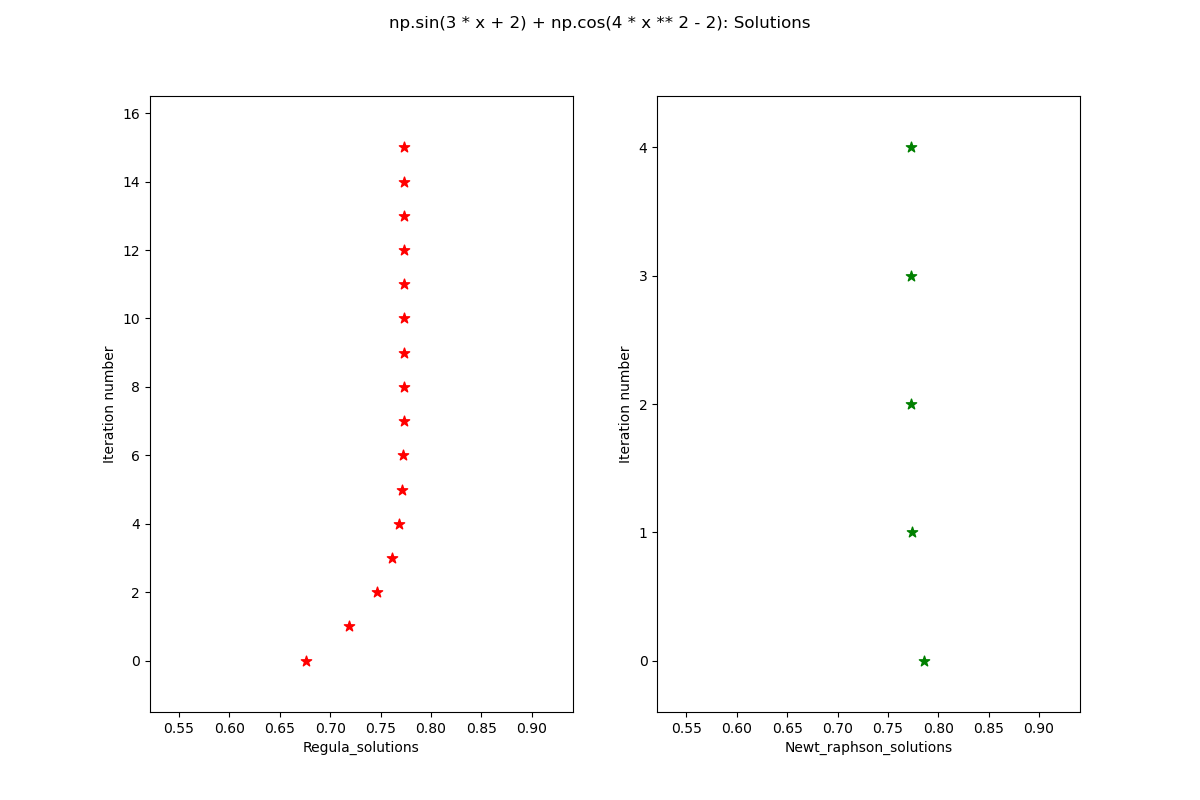 np.sin(3 * x + 2) + np.cos(4 * x ** 2 - 2): Solutions
16
14
12
10
8
6
4
2
0
Iteration number
0.55 0.60 0.65 0.70 0.75 0.80 0.85 0.90
Regula_solutions
4
3
2
1
0
Iteration number
0.55 0.60 0.65 0.70 0.75 0.80 0.85 0.90
Newt_raphson_solutions